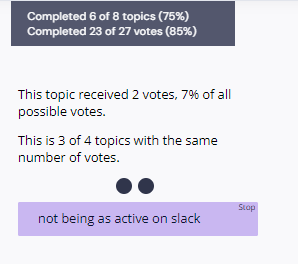 Completed 6 of 8 topics (75%)
Completed 23 of 27 votes (85%)
This topic received 2 votes, 7% of all
possible votes.
This is 3 of 4 topics with the same
number of votes.
Stop
not being as active on slack